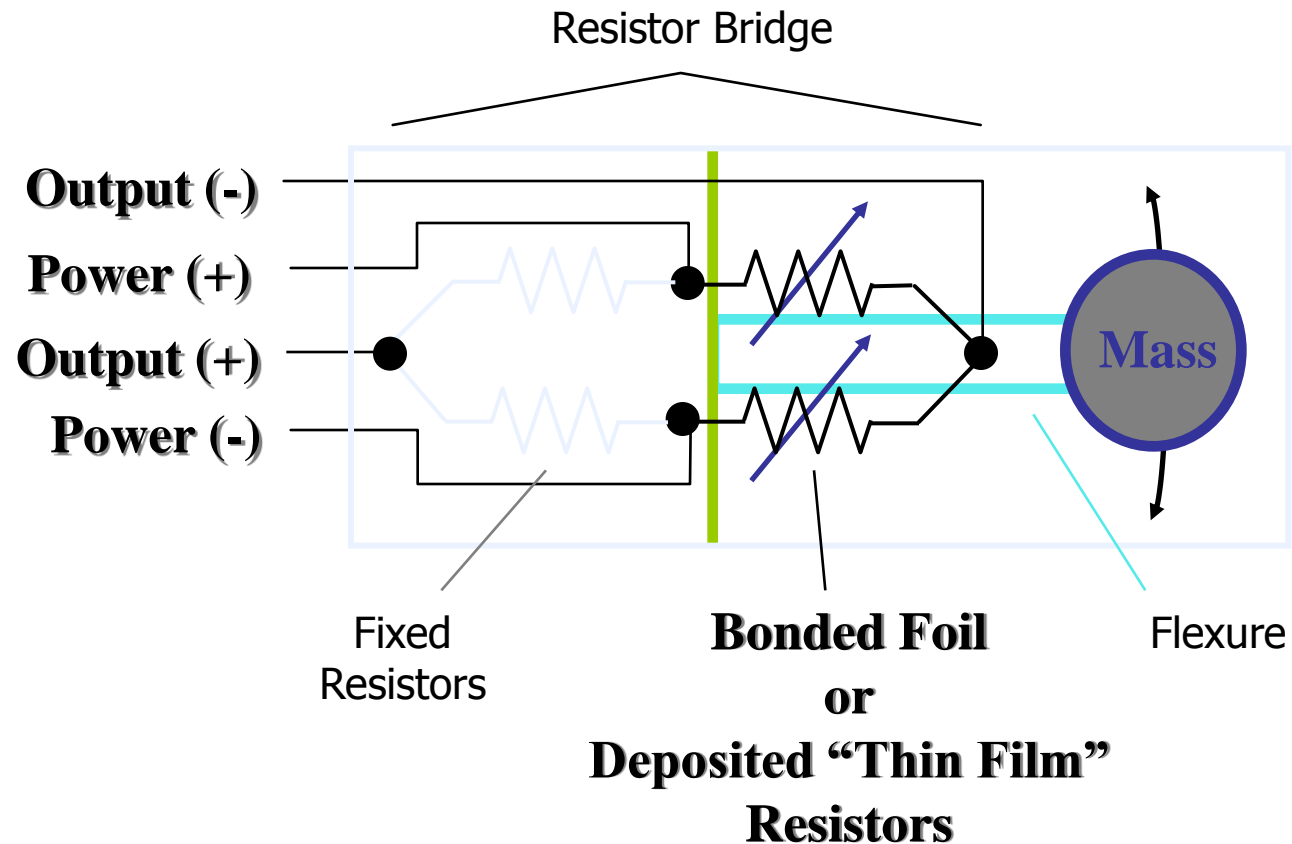 Resistor Bridge
Output (-)
Power (+)
Output (+)
Power (-)
Mass
Fixed
Resistors
Bonded Foil
or
Deposited “Thin Film”
Resistors
Flexure